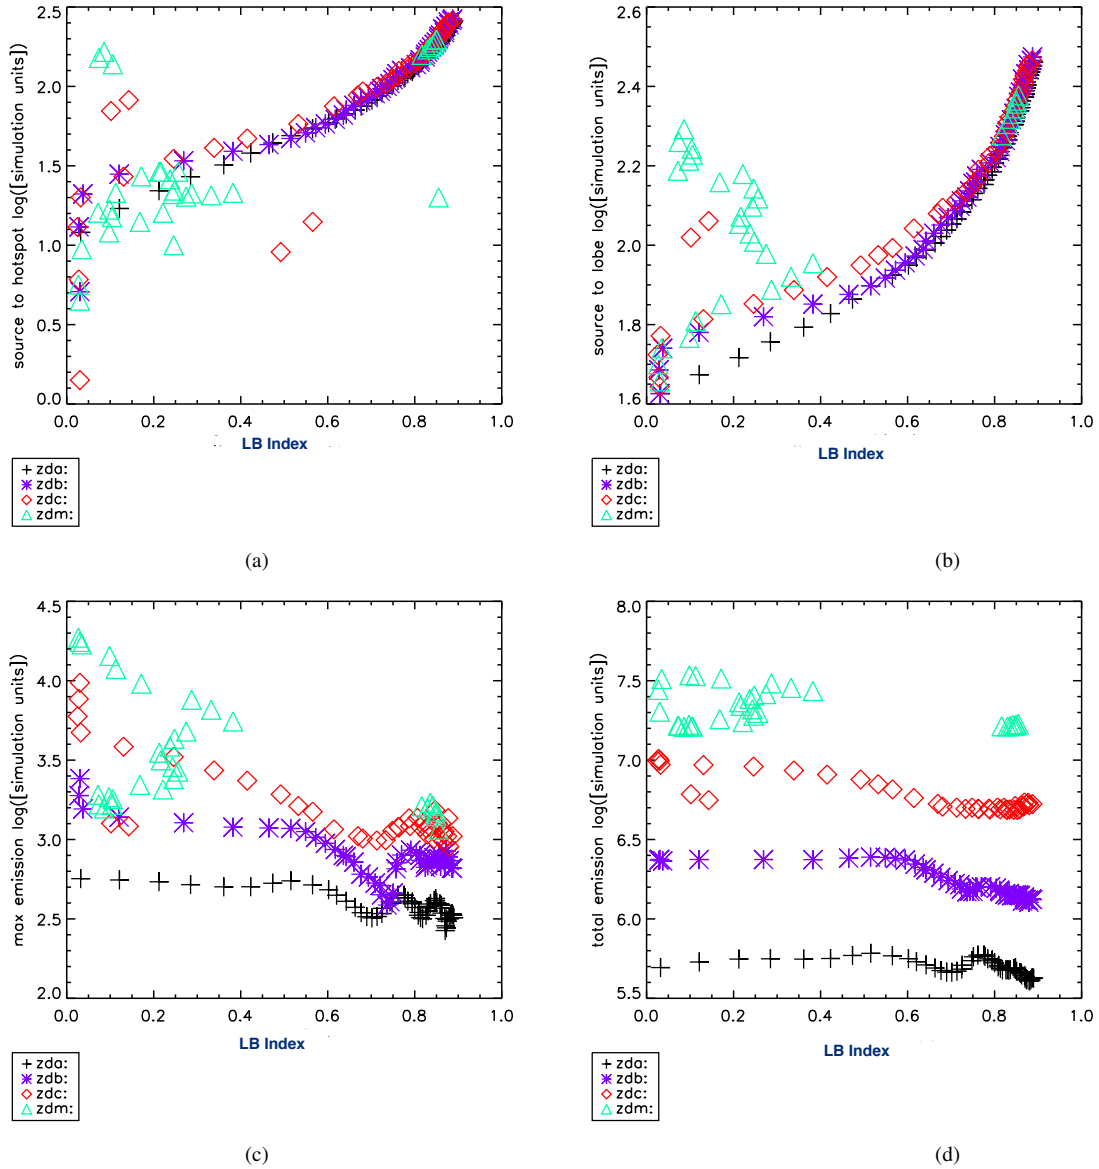 2.5
2.0
1.5
1.0
0.5
0.0
source to hotspot log([simulation units])
0.0 0.2 0.4 0.6 0.8 1.0
LB Index
zda:
zdb:
zdc:
zdm:
(a)
2.6
2.4
2.2
2.0
1.8
1.6
source to lobe log([simulation units])
0.0 0.2 0.4 0.6 0.8 1.0
LB Index
zda:
zdb:
zdc:
zdm:
(b)
4.5
4.0
3.5
3.0
2.5
2.0
max emission log([simulation units])
0.0 0.2 0.4 0.6 0.8 1.0
LB Index
zda:
zdb:
zdc:
zdm:
(c)
8.0
7.5
7.0
6.5
6.0
5.5
total emission log([simulation units])
0.0 0.2 0.4 0.6 0.8 1.0
LB Index
zda:
zdb:
zdc:
zdm:
(d)